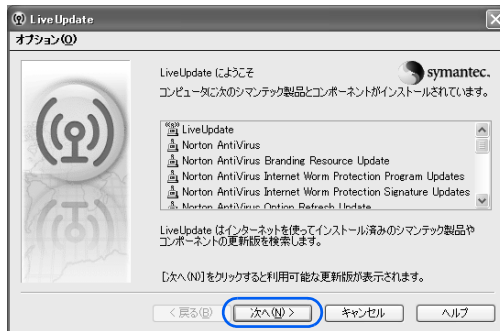 LiveUpdate
オプション(O)
LiveUpdate にようこそ
symantec.
コンピュータに次のシマンテック製品とコンポーネントがインストールされています。
LiveUpdate
Norton AntiVirus
Norton AntiVirus Branding Resource Update
Norton AntiVirus Internet Worm Protection Program Updates
Norton AntiVirus Internet Worm Protection Signature Updates
Norton AntiVirus Option Refresh Update
LiveUpdate はインターネットを使ってインストール済みのシマンテック製品や
コンポーネントの更新版を検索します。
[次へ(N)]をクリックすると利用可能な更新版が表示されます。
< 戻る(B)
次へ(N) >
キャンセル
ヘルプ